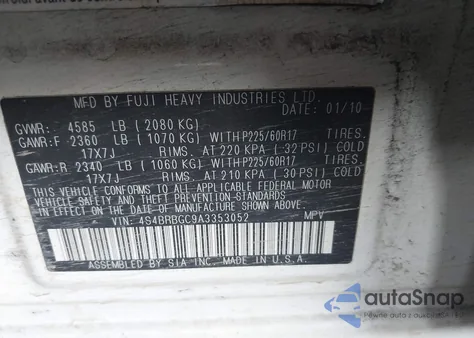 MFD BY FUJI HEAVY INDUSTRIES LTD.
DATE: 01/10
GVWR: 4585 LB (2080 KG)
GAWR:F 2360 LB (1070 KG) WITH P225/60R17 TIRES.
17X7J RIMS. AT 220 KPA (32 PSI)
GAWR:R 2340 LB (1060 KG) WITH P225/60R17 TIRES.
17X7J RIMS. AT 210 KPA (30 PSI)
THIS VEHICLE CONFORMS TO ALL APPLICABLE FEDERAL MOTOR
VEHICLE SAFETY, BUMPER, AND THEFT PREVENTION STANDARDS
IN EFFECT ON THE DATE OF MANUFACTURE SHOWN ABOVE.
VIN: 4S4BRBGC9A3353052 MPV
ASSEMBLED BY SIA INC. MADE IN U.S.A.
autoSnap